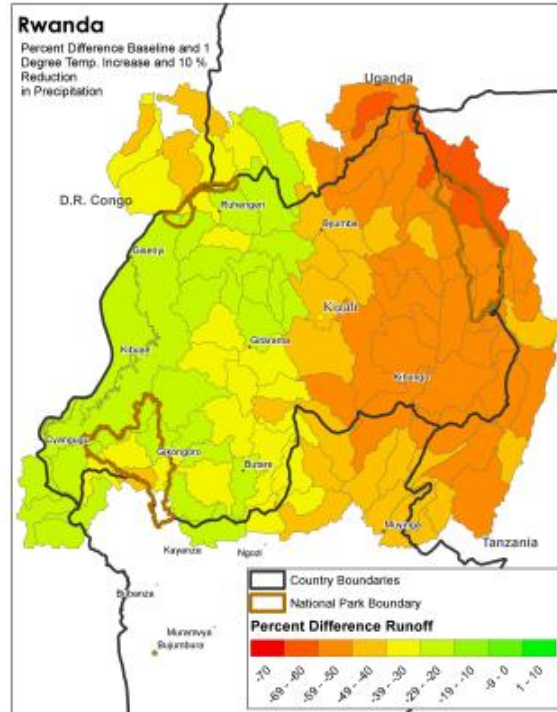 Rwanda
Percent Difference Baseline and 1
Degree Temp. Increase and 10 %
Reduction
in Precipitation
Uganda
D.R. Congo
Ruhengeri
Byumba
Gisenyi
Kigali
Kibuye
Gitarama
Kibungo
Cyangugu
Gikongoro
Butare
Muyinga
Tanzania
Kayanza
Ngozi
Bubanza
Muramvya
Bujumbura
Country Boundaries
National Park Boundary
Percent Difference Runoff
-70
-69 - -60
-59 - -50
-49 - -40
-39 - -30
-29 - -20
-19 - -10
-9 - 0
1 - 10